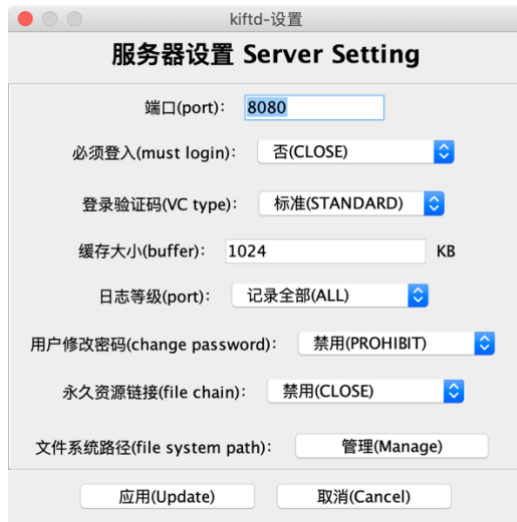 kiftd-设置
服务器设置 Server Setting
端口(port): 8080
必须登入(must login): 否(CLOSE)
登录验证码(VC type): 标准(STANDARD)
缓存大小(buffer): 1024 KB
日志等级(port): 记录全部(ALL)
用户修改密码(change password): 禁用(PROHIBIT)
永久资源链接(file chain): 禁用(CLOSE)
文件系统路径(file system path): 管理(Manage)
应用(Update) 取消(Cancel)